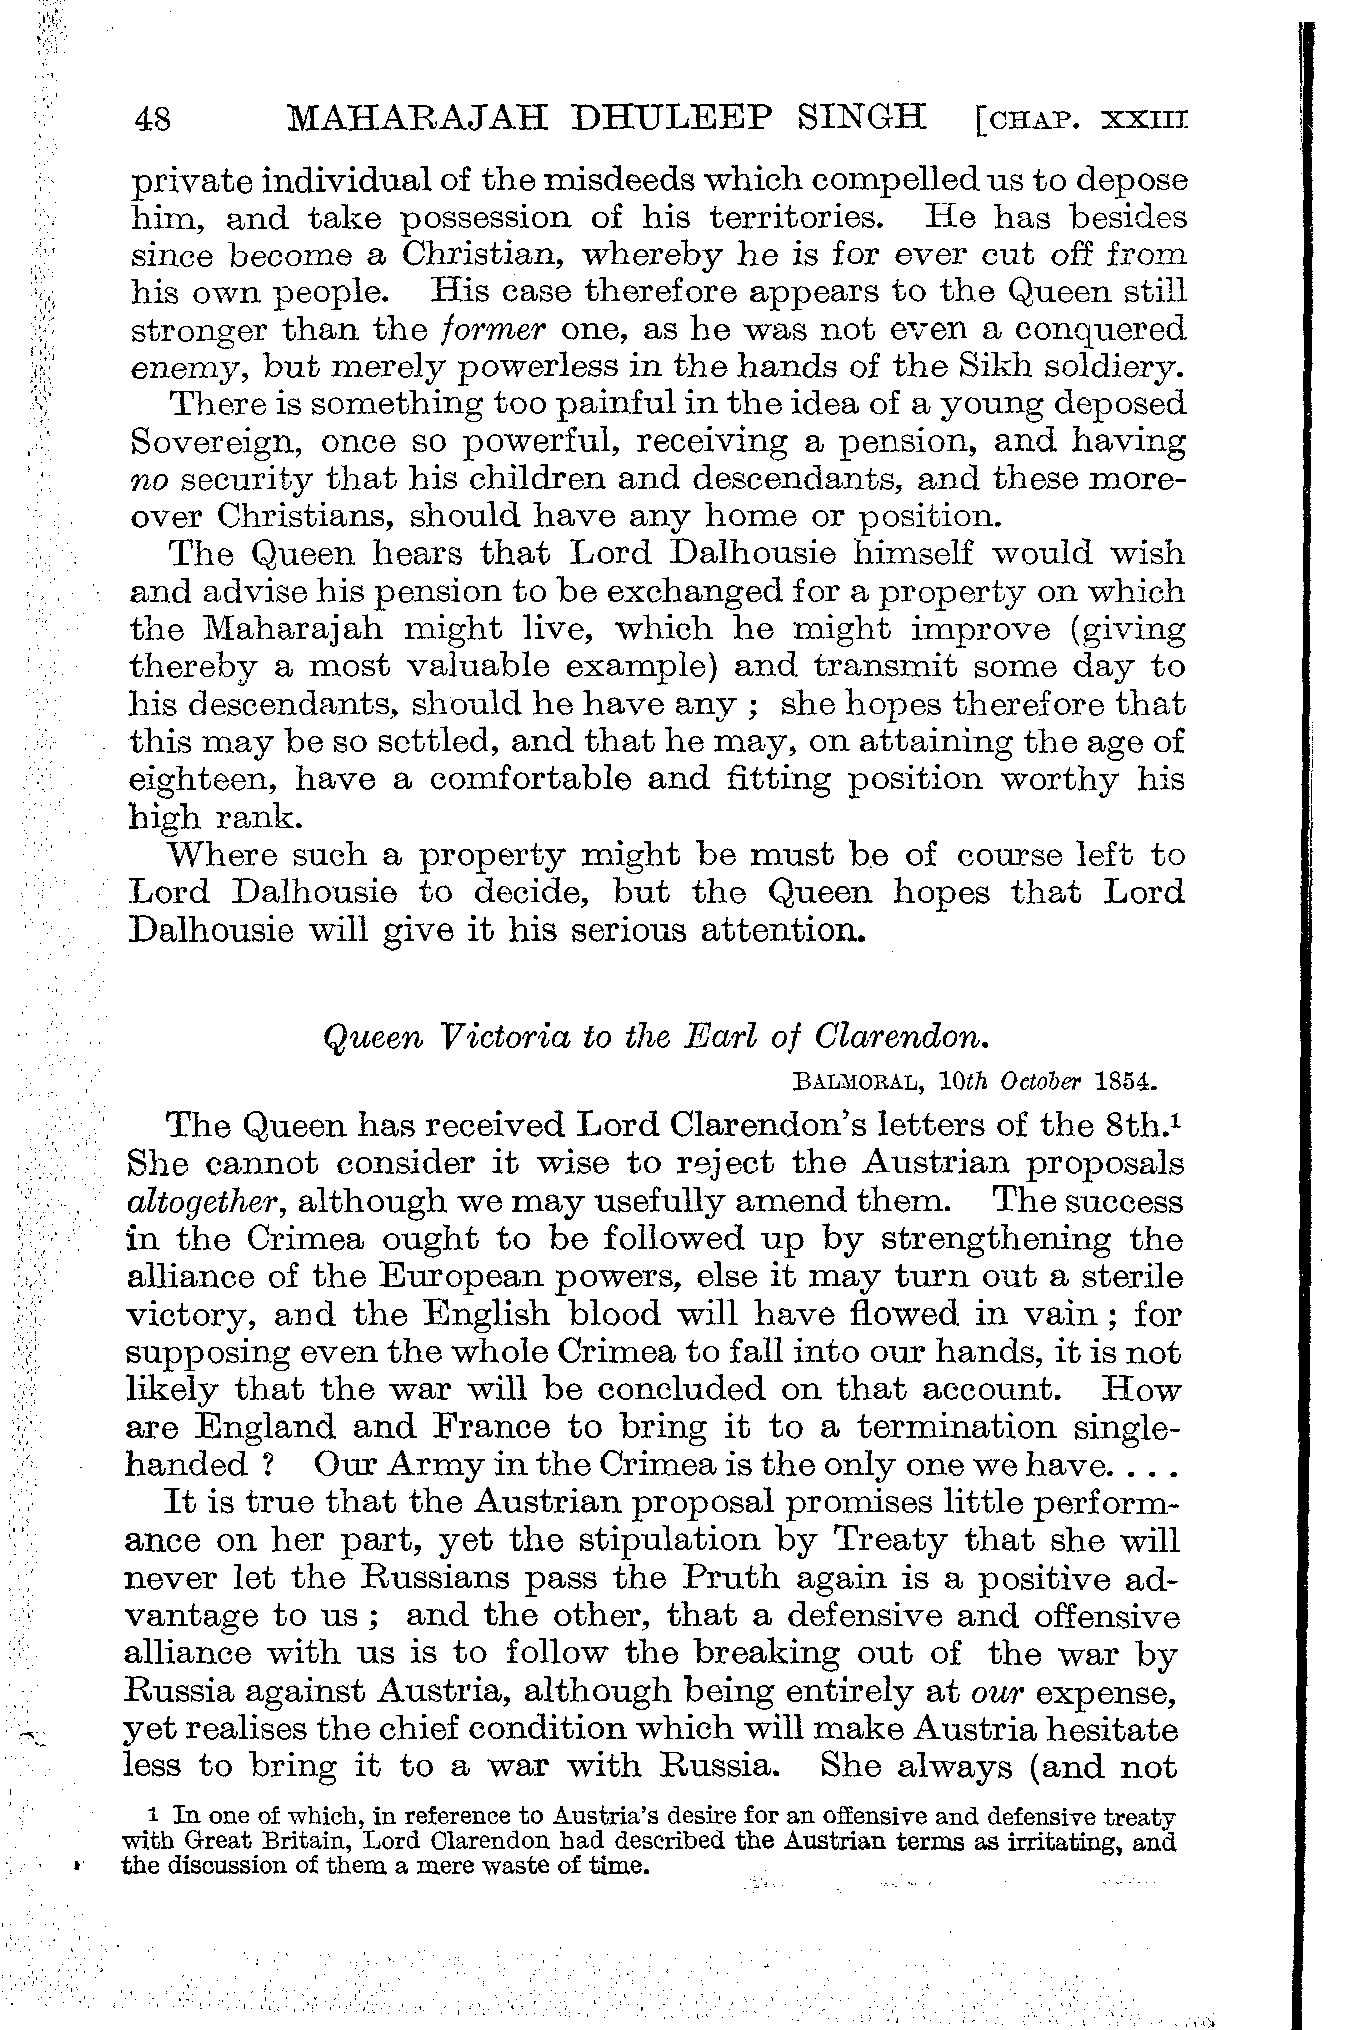 48 MAHARAJAH DHULEEP SINGH [CHAP. XXIII
private individual of the misdeeds which compelled us to depose
him, and take possession of his territories. He has besides
since become a Christian, whereby he is for ever cut off from
his own people. His case therefore appears to the Queen still
stronger than the former one, as he was not even a conquered
enemy, but merely powerless in the hands of the Sikh soldiery.
There is something too painful in the idea of a young deposed
Sovereign, once so powerful, receiving a pension, and having
no security that his children and descendants, and these more-
over Christians, should have any home or position.
The Queen hears that Lord Dalhousie himself would wish
and advise his pension to be exchanged for a property on which
the Maharajah might live, which he might improve (giving
thereby a most valuable example) and transmit some day to
his descendants, should he have any ; she hopes therefore that
this may be so settled, and that he may, on attaining the age of
eighteen, have a comfortable and fitting position worthy his
high rank.
Where such a property might be must be of course left to
Lord Dalhousie to decide, but the Queen hopes that Lord
Dalhousie will give it his serious attention.
Queen Victoria to the Earl of Clarendon.
BALMORAL, 10th October 1854.
The Queen has received Lord Clarendon's letters of the 8th.¹
She cannot consider it wise to reject the Austrian proposals
altogether, although we may usefully amend them. The success
in the Crimea ought to be followed up by strengthening the
alliance of the European powers, else it may turn out a sterile
victory, and the English blood will have flowed in vain ; for
supposing even the whole Crimea to fall into our hands, it is not
likely that the war will be concluded on that account. How
are England and France to bring it to a termination single-
handed ? Our Army in the Crimea is the only one we have. . . .
It is true that the Austrian proposal promises little perform-
ance on her part, yet the stipulation by Treaty that she will
never let the Russians pass the Pruth again is a positive ad-
vantage to us ; and the other, that a defensive and offensive
alliance with us is to follow the breaking out of the war by
Russia against Austria, although being entirely at our expense,
yet realises the chief condition which will make Austria hesitate
less to bring it to a war with Russia. She always (and not
1 In one of which, in reference to Austria's desire for an offensive and defensive treaty
with Great Britain, Lord Clarendon had described the Austrian terms as irritating, and
the discussion of them a mere waste of time.